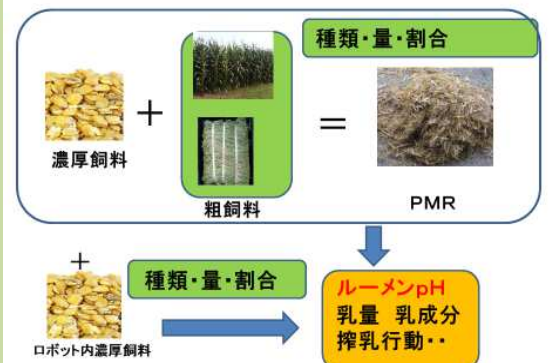 種類・量・割合
濃厚飼料
+
粗飼料
=
PMR
+
ロボット内濃厚飼料
種類・量・割合
ルーメンpH
乳量 乳成分
搾乳行動・・